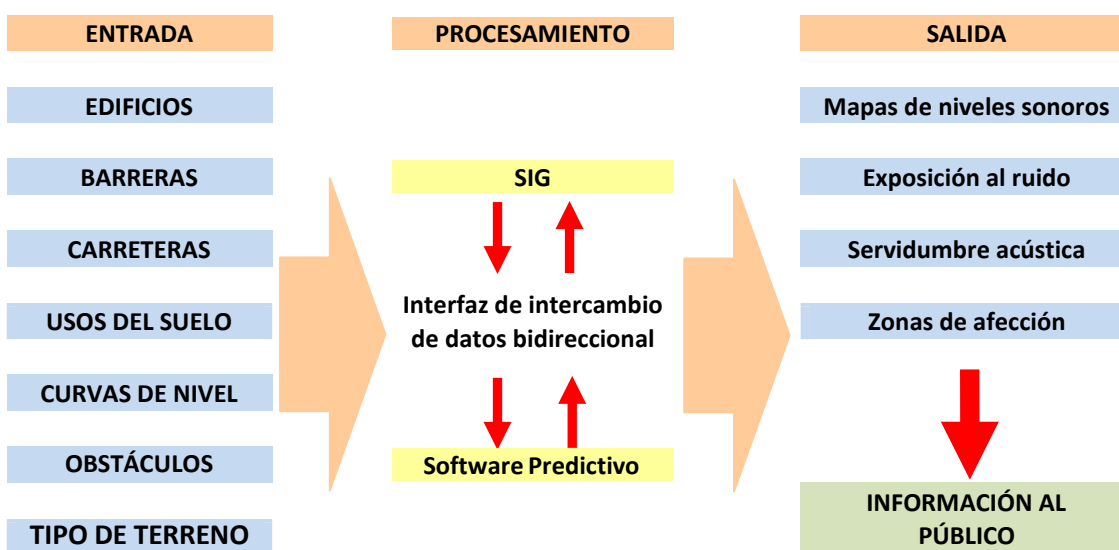 ENTRADA
EDIFICIOS
BARRERAS
CARRETERAS
USOS DEL SUELO
CURVAS DE NIVEL
OBSTÁCULOS
TIPO DE TERRENO
PROCESAMIENTO
SIG
Interfaz de intercambio
de datos bidireccional
Software Predictivo
SALIDA
Mapas de niveles sonoros
Exposición al ruido
Servidumbre acústica
Zonas de afección
INFORMACIÓN AL
PÚBLICO